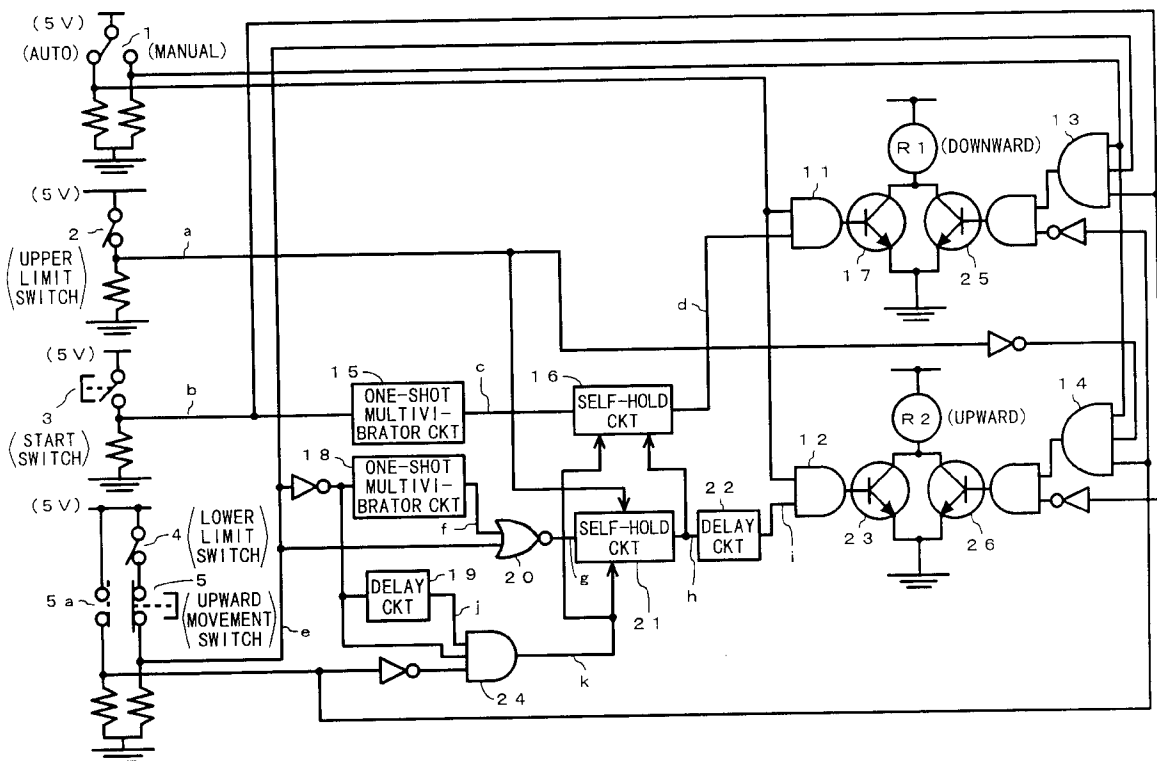 (5V)
1
(AUTO)
(MANUAL)
13
R1
(DOWNWARD)
11
(5V)
2
a
(UPPER
LIMIT
SWITCH)
17
25
d
(5V)
3
b
15
ONE-SHOT
MULTIVI-
BRATOR CKT
c
16
SELF-HOLD
CKT
14
R2
(UPWARD)
(START
SWITCH)
12
18
ONE-SHOT
MULTIVI-
BRATOR CKT
22
(5V)
4
(LOWER
LIMIT
SWITCH)
f
SELF-HOLD
CKT
DELAY
CKT
i
23
26
20
g
h
5a
5
(UPWARD
MOVEMENT
SWITCH)
19
DELAY
CKT
j
21
e
k
24